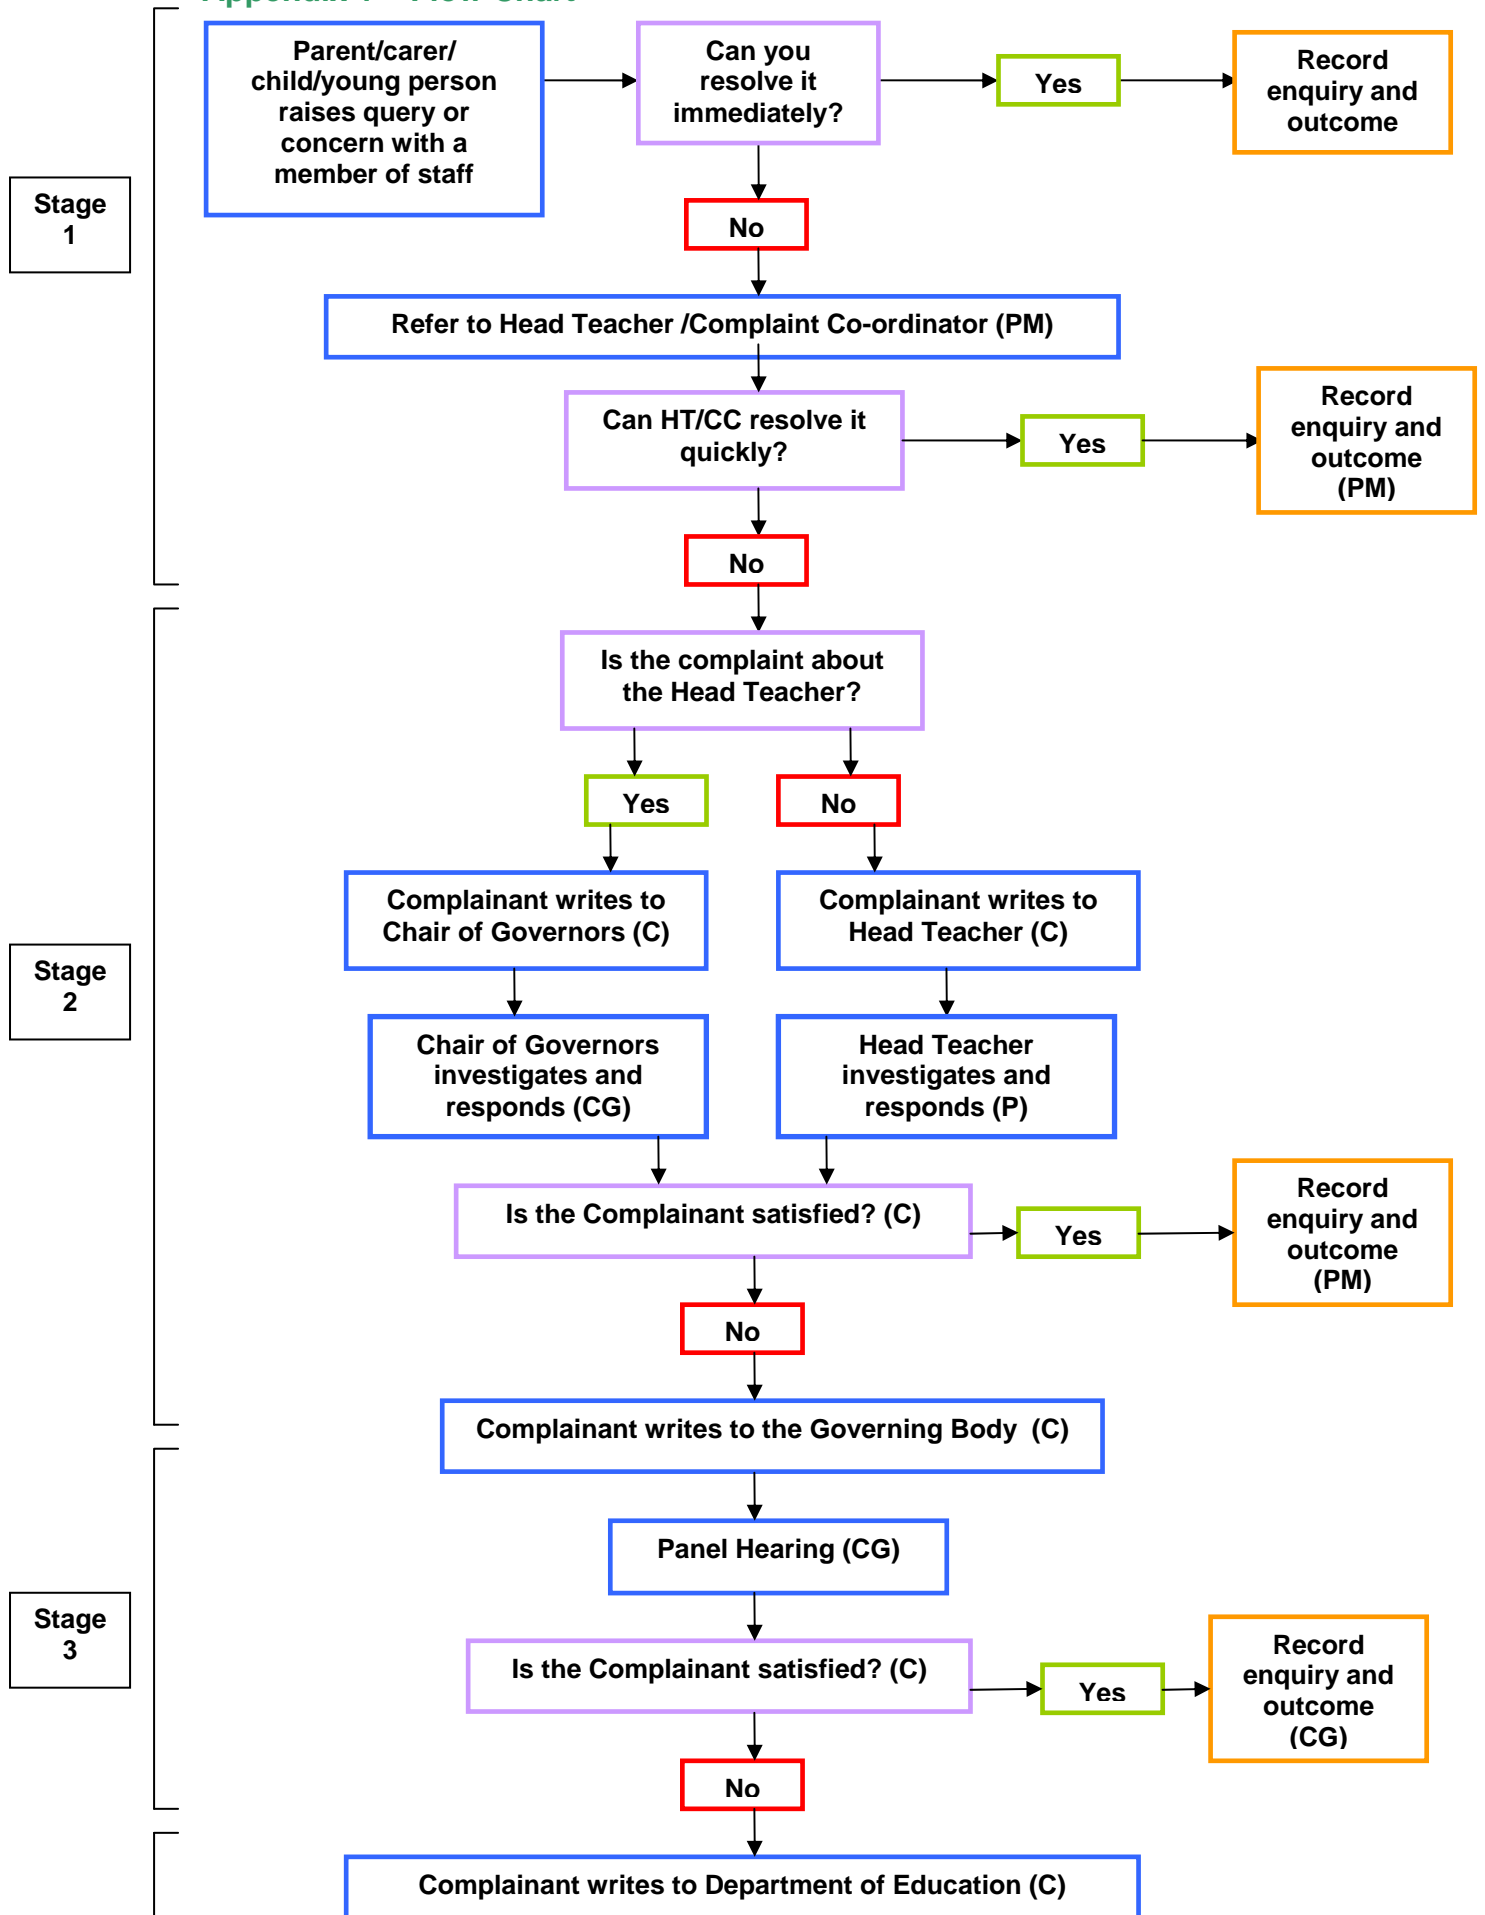 Parent/carer/
child/young person
raises query or
concern with a
member of staff
Can you
resolve it
immediately?
Yes
Record
enquiry and
outcome
Stage
1
No
Refer to Head Teacher /Complaint Co-ordinator (PM)
Can HT/CC resolve it
quickly?
Yes
Record
enquiry and
outcome
(PM)
No
Is the complaint about
the Head Teacher?
Yes
No
Complainant writes to
Chair of Governors (C)
Complainant writes to
Head Teacher (C)
Stage
2
Chair of Governors
investigates and
responds (CG)
Head Teacher
investigates and
responds (P)
Is the Complainant satisfied? (C)
Yes
Record
enquiry and
outcome
(PM)
No
Complainant writes to the Governing Body (C)
Panel Hearing (CG)
Stage
3
Is the Complainant satisfied? (C)
Yes
Record
enquiry and
outcome
(CG)
No
Complainant writes to Department of Education (C)